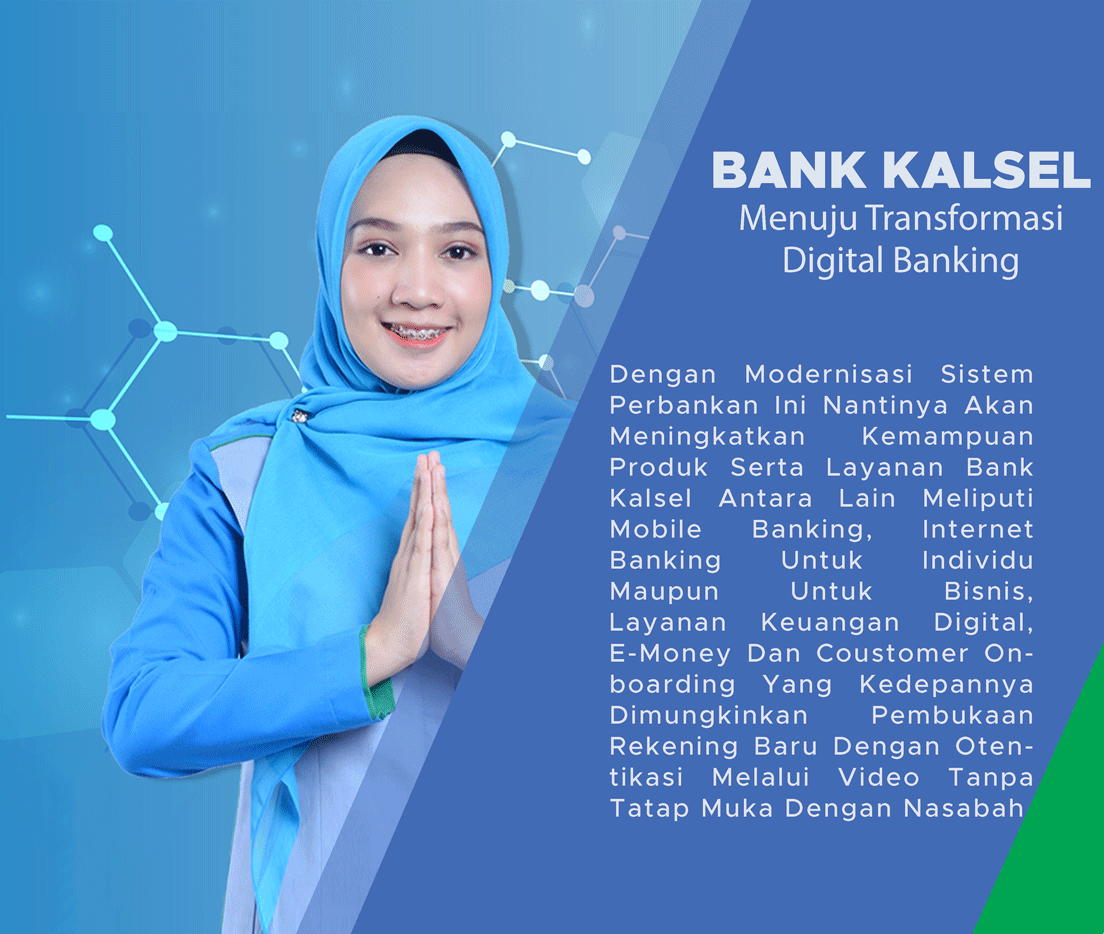 BANK KALSEL
Menuju Transformasi
Digital Banking
Dengan Modernisasi Sistem
Perbankan Ini Nantinya Akan
Meningkatkan Kemampuan
Produk Serta Layanan Bank
Kalsel Antara Lain Meliputi
Mobile Banking, Internet
Banking Untuk Individu
Maupun Untuk Bisnis,
Layanan Keuangan Digital,
E-Money Dan Coustomer On-
boarding Yang Kedepannya
Dimungkinkan Pembukaan
Rekening Baru Dengan Oten-
tikasi Melalui Video Tanpa
Tatap Muka Dengan Nasabah